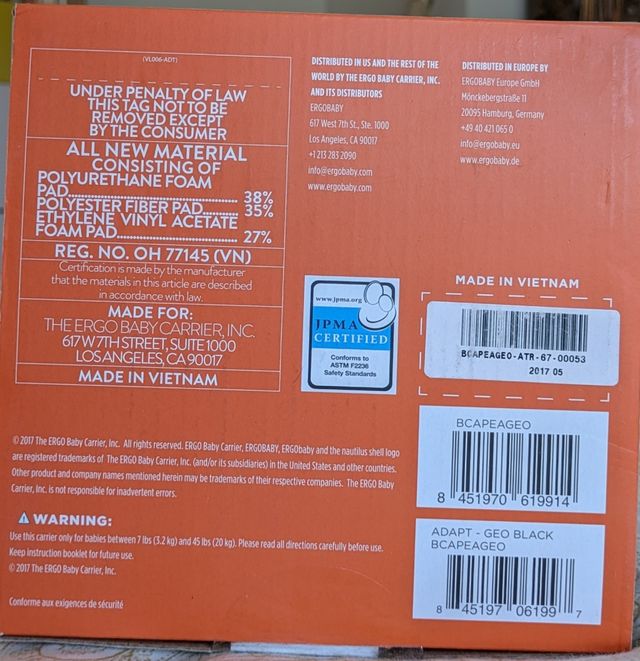 (VL006-ADT)
UNDER PENALTY OF LAW
THIS TAG NOT TO BE
REMOVED EXCEPT
BY THE CONSUMER
ALL NEW MATERIAL
CONSISTING OF
POLYURETHANE FOAM
PAD.................................... 38%
POLYESTER FIBER PAD......... 35%
ETHYLENE VINYL ACETATE
FOAM PAD............................ 27%
REG. NO. OH 77145 (VN)
Certification is made by the manufacturer
that the materials in this article are described
in accordance with law.
MADE FOR:
THE ERGO BABY CARRIER, INC.
617 W 7TH STREET, SUITE 1000
LOS ANGELES, CA 90017
MADE IN VIETNAM
DISTRIBUTED IN US AND THE REST OF THE
WORLD BY THE ERGO BABY CARRIER, INC.
AND ITS DISTRIBUTORS
ERGOBABY
617 West 7th St., Ste. 1000
Los Angeles, CA 90017
+1 213 283 2090
info@ergobaby.com
www.ergobaby.com
DISTRIBUTED IN EUROPE BY
ERGOBABY Europe GmbH
Mönckebergstraße 11
20095 Hamburg, Germany
+49 40 421 065 0
info@ergobaby.eu
www.ergobaby.de
www.jpma.org
JPMA
CERTIFIED
Conforms to
ASTM F2236
Safety Standards
MADE IN VIETNAM
BCAPEAGEO-ATR-67-00053
2017 05
BCAPEAGEO
8 451970 619914
ADAPT - GEO BLACK
BCAPEAGEO
8 45197 06199 7
© 2017 The ERGO Baby Carrier, Inc. All rights reserved. ERGO Baby Carrier, ERGOBABY, ERGObaby and the nautilus shell logo
are registered trademarks of The ERGO Baby Carrier, Inc. (and/or its subsidiaries) in the United States and other countries.
Other product and company names mentioned herein may be trademarks of their respective companies. The ERGO Baby
Carrier, Inc. is not responsible for inadvertent errors.
WARNING:
Use this carrier only for babies between 7 lbs (3.2 kg) and 45 lbs (20 kg). Please read all directions carefully before use.
Keep instruction booklet for future use.
© 2017 The ERGO Baby Carrier, Inc.
Conforme aux exigences de sécurité